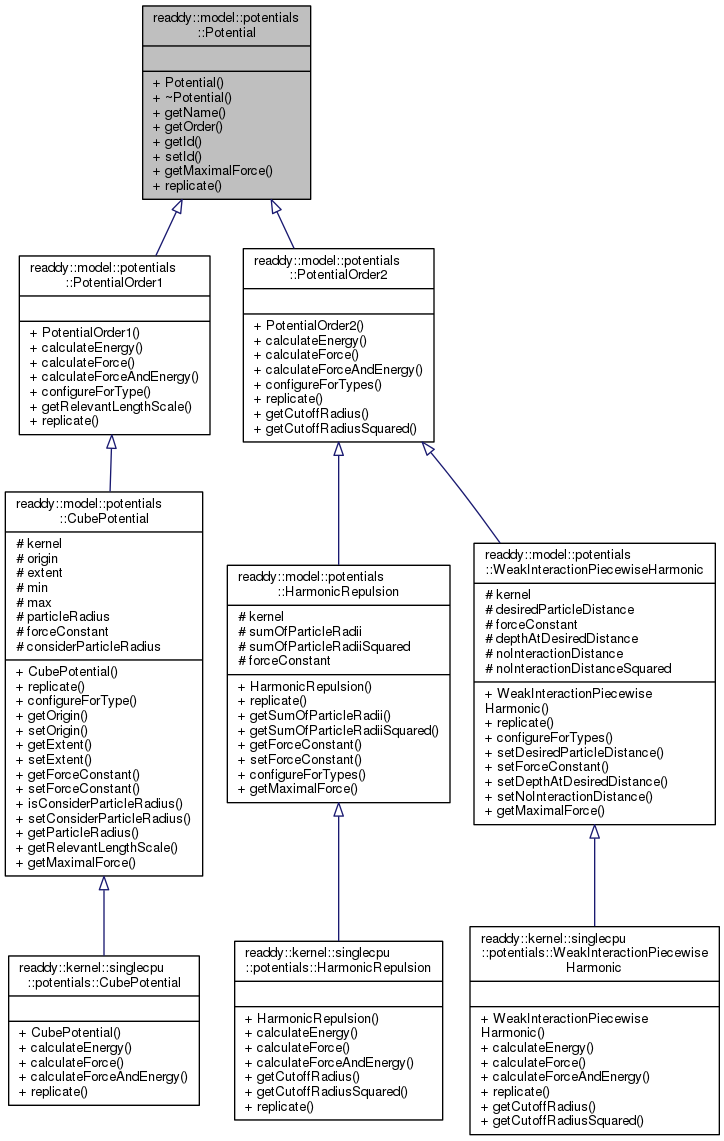 readdy::model::potentials
::Potential
+ Potential()
+ ~Potential()
+ getName()
+ getOrder()
+ getId()
+ setId()
+ getMaximalForce()
+ replicate()
readdy::model::potentials
::PotentialOrder1
+ PotentialOrder1()
+ calculateEnergy()
+ calculateForce()
+ calculateForceAndEnergy()
+ configureForType()
+ getRelevantLengthScale()
+ replicate()
readdy::model::potentials
::PotentialOrder2
+ PotentialOrder2()
+ calculateEnergy()
+ calculateForce()
+ calculateForceAndEnergy()
+ configureForTypes()
+ replicate()
+ getCutoffRadius()
+ getCutoffRadiusSquared()
readdy::model::potentials
::CubePotential
# kernel
# origin
# extent
# min
# max
# particleRadius
# forceConstant
# considerParticleRadius
+ CubePotential()
+ replicate()
+ configureForType()
+ getOrigin()
+ setOrigin()
+ getExtent()
+ setExtent()
+ getForceConstant()
+ setForceConstant()
+ isConsiderParticleRadius()
+ setConsiderParticleRadius()
+ getParticleRadius()
+ getRelevantLengthScale()
+ getMaximalForce()
readdy::model::potentials
::HarmonicRepulsion
# kernel
# sumOfParticleRadii
# sumOfParticleRadiiSquared
# forceConstant
+ HarmonicRepulsion()
+ replicate()
+ getSumOfParticleRadii()
+ getSumOfParticleRadiiSquared()
+ getForceConstant()
+ setForceConstant()
+ configureForTypes()
+ getMaximalForce()
readdy::model::potentials
::WeakInteractionPiecewiseHarmonic
# kernel
# desiredParticleDistance
# forceConstant
# depthAtDesiredDistance
# noInteractionDistance
# noInteractionDistanceSquared
+ WeakInteractionPiecewise
Harmonic()
+ replicate()
+ configureForTypes()
+ setDesiredParticleDistance()
+ setForceConstant()
+ setDepthAtDesiredDistance()
+ setNoInteractionDistance()
+ getMaximalForce()
readdy::kernel::singlecpu
::potentials::CubePotential
+ CubePotential()
+ calculateEnergy()
+ calculateForce()
+ calculateForceAndEnergy()
+ replicate()
readdy::kernel::singlecpu
::potentials::HarmonicRepulsion
+ HarmonicRepulsion()
+ calculateEnergy()
+ calculateForce()
+ calculateForceAndEnergy()
+ getCutoffRadius()
+ getCutoffRadiusSquared()
+ replicate()
readdy::kernel::singlecpu
::potentials::WeakInteractionPiecewise
Harmonic
+ WeakInteractionPiecewise
Harmonic()
+ calculateEnergy()
+ calculateForce()
+ calculateForceAndEnergy()
+ replicate()
+ getCutoffRadius()
+ getCutoffRadiusSquared()